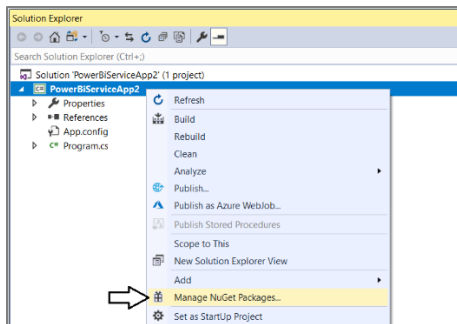 Solution Explorer
Search Solution Explorer (Ctrl+;)
Solution 'PowerBiServiceApp2' (1 project)
C# PowerBiServiceApp2
Properties
References
App.config
C# Program.cs
Refresh
Build
Rebuild
Clean
Analyze
Publish...
Publish as Azure WebJob...
Publish Stored Procedures
Scope to This
New Solution Explorer View
Add
Manage NuGet Packages...
Set as StartUp Project